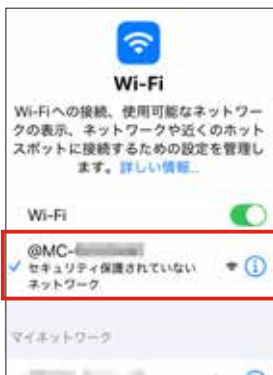 Wi-Fi
Wi-Fiへの接続、使用可能なネットワー
クの表示、ネットワークや近くのホット
スポットに接続するための設定を管理し
ます。詳しい情報...
Wi-Fi
@MC-
セキュリティ保護されていない
ネットワーク
マイネットワーク